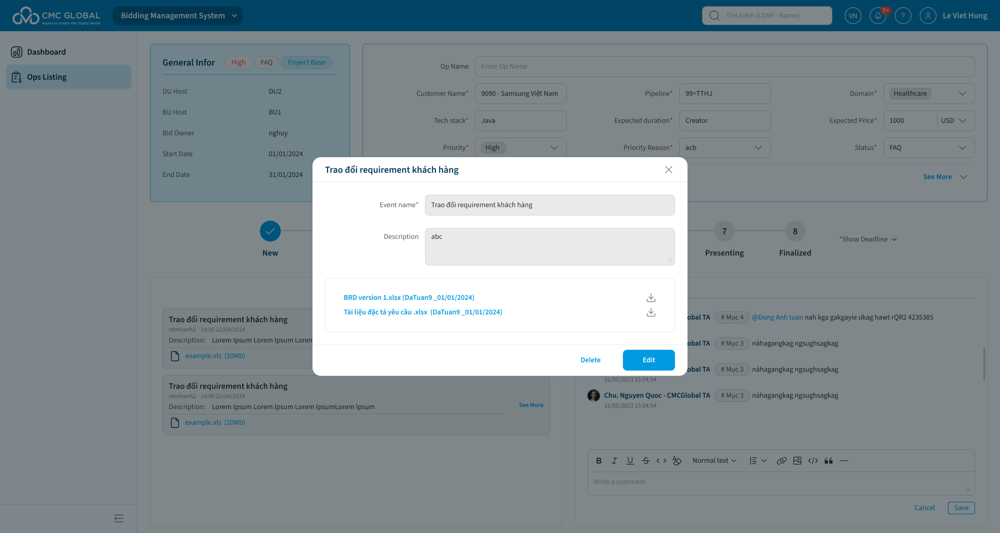 CMC GLOBAL
Aspire to Inspire the Digital World
Bidding Management System
Tìm kiếm (LDAP - Name)
VN
9+
?
Le Viet Hung
Dashboard
Ops Listing
General Infor
High
FAQ
Project Base
DU Host DU2
BU Host BU1
Bid Owner nghuy
Start Date 01/01/2024
End Date 31/01/2024
Op Name Enter Op Name
Customer Name* 9090 - Samsung Việt Nam
Pipeline* 99=TTHJ
Domain* Healthcare
Tech stack* Java
Expected duration* Creator
Expected Price* 1000 USD
Priority* High
Priority Reason* acb
Status* FAQ
See More
New
7
Presenting
8
Finalized
*Show Deadline
Trao đổi requirement khách hàng
Event name* Trao đổi requirement khách hàng
Description abc
BRD version 1.xlsx (DaTuan9 _01/01/2024)
Tài liệu đặc tả yêu cầu .xlsx (DaTuan9 _01/01/2024)
Delete
Edit
Trao đổi requirement khách hàng
ntmhanh2 14:00 22/04/2024
Description: Lorem Ipsum Lorem Ipsum Lorem
example.xls (20Mb)
Trao đổi requirement khách hàng
ntmhanh2 14:00 22/04/2024
Description: Lorem Ipsum Lorem Ipsum Lorem IpsumLorem Ipsum
See More
example.xls (20Mb)
obal TA # Mục 4 @Dong Anh tuan nah kga gakgayie ưkag hawt rQR2 4235385
obal TA # Mục 3 nàhagangkag ngsughsagkag
obal TA # Mục 3 nàhagangkag ngsughsagkag
31/05/2023 13:04:54
Chu. Nguyen Quoc - CMCGlobal TA # Mục 3 nàhagangkag ngsughsagkag
31/05/2023 13:04:54
Normal text
Write a comment
Cancel
Save